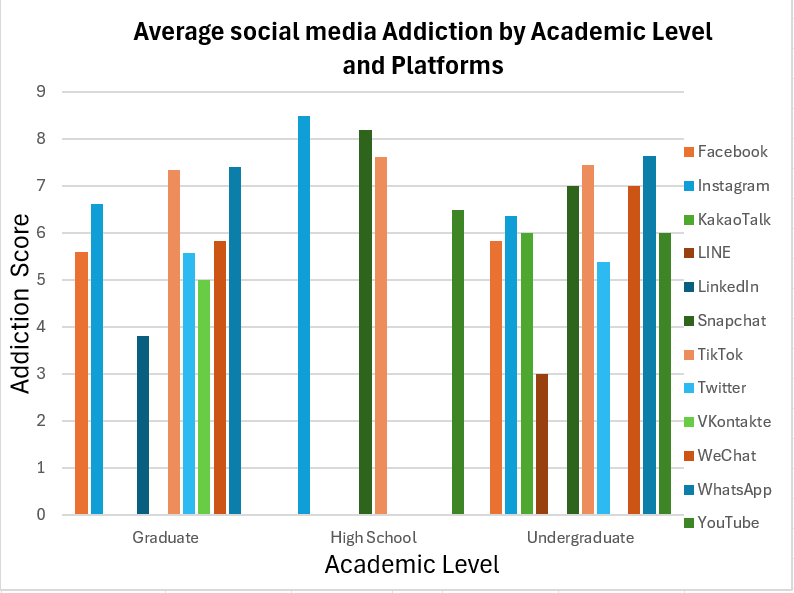 Average social media Addiction by Academic Level
and Platforms
9
8
7
6
5
4
3
2
1
0
Addiction Score
Graduate
High School
Undergraduate
Academic Level
Facebook
Instagram
KakaoTalk
LINE
LinkedIn
Snapchat
TikTok
Twitter
VKontakte
WeChat
WhatsApp
YouTube